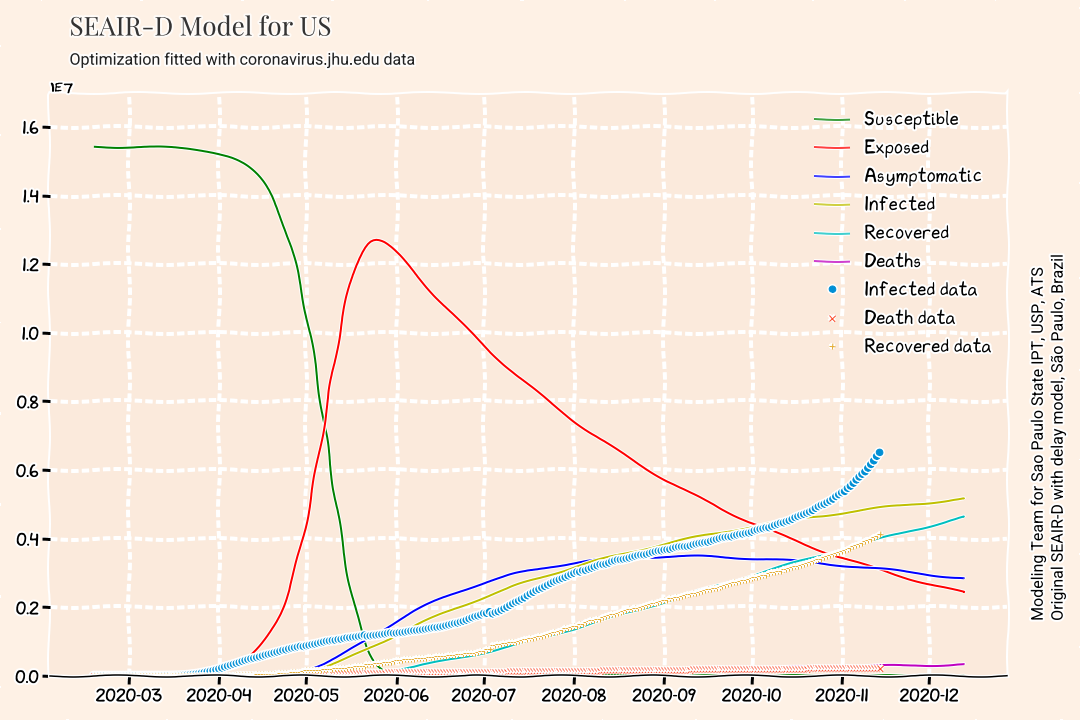 SEAIR-D Model for US
Optimization fitted with coronavirus.jhu.edu data
1E7
1.6
1.4
1.2
1.0
0.8
0.6
0.4
0.2
0.0
2020-03 2020-04 2020-05 2020-06 2020-07 2020-08 2020-09 2020-10 2020-11 2020-12
Susceptible
Exposed
Asymptomatic
Infected
Recovered
Deaths
Infected data
Death data
Recovered data
Modeling Team for Sao Paulo State IPT, USP, ATS
Original SEAIR-D with delay model, São Paulo, Brazil